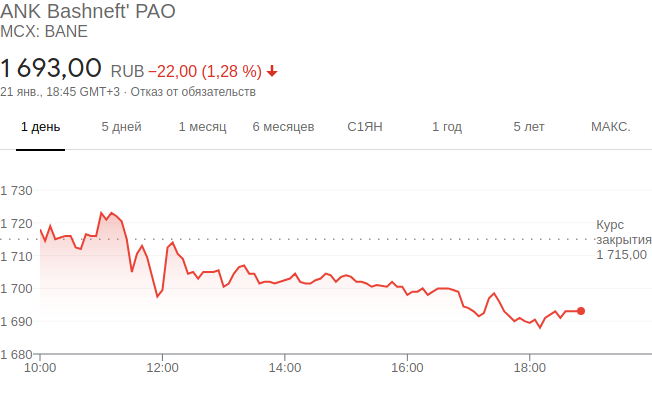 ANK Bashneft' PAO
MCX: BANE
1 693,00 RUB −22,00 (1,28 %)
21 янв., 18:45 GMT+3 · Отказ от обязательств
1 день 5 дней 1 месяц 6 месяцев С1ЯН 1 год 5 лет МАКС.
1 730
1 720
1 710
1 700
1 690
1 680
Курс
закрытия
1 715,00
10:00 12:00 14:00 16:00 18:00